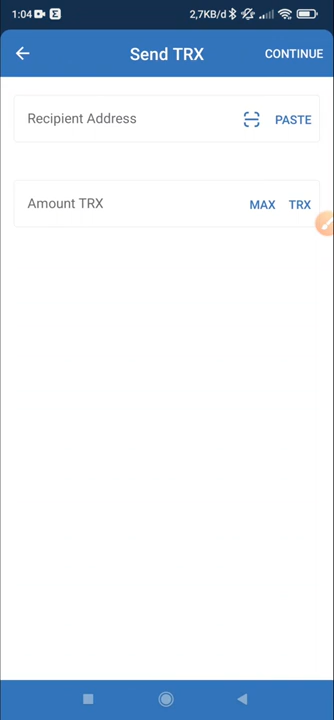 1:04 Σ 2,7KB/d
Send TRX CONTINUE
Recipient Address PASTE
Amount TRX MAX TRX